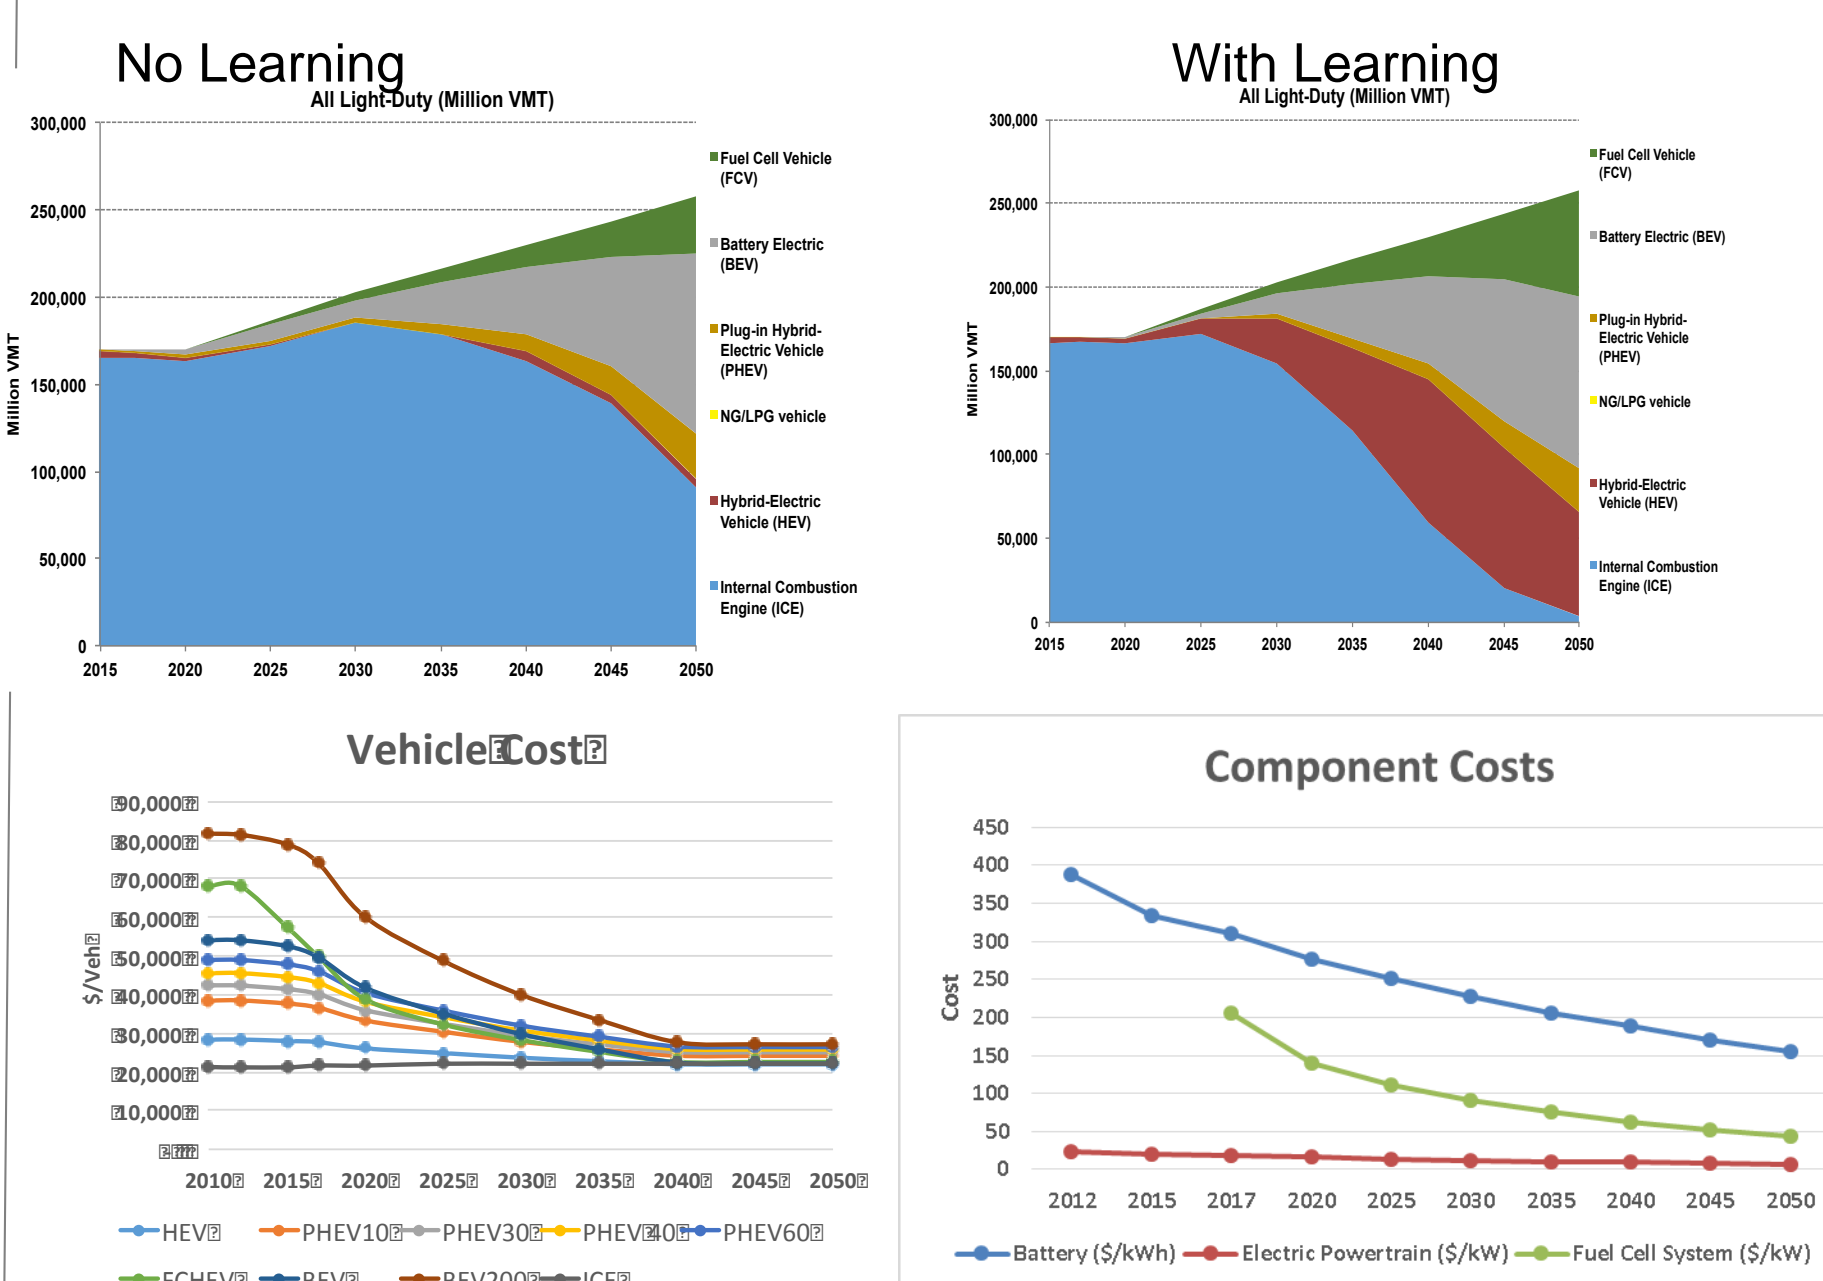 No Learning
All Light-Duty (Million VMT)
300,000
250,000
200,000
150,000
100,000
50,000
0
Million VMT
2015 2020 2025 2030 2035 2040 2045 2050
Fuel Cell Vehicle
(FCV)
Battery Electric
(BEV)
Plug-in Hybrid-
Electric Vehicle
(PHEV)
NG/LPG vehicle
Hybrid-Electric
Vehicle (HEV)
Internal Combustion
Engine (ICE)
With Learning
All Light-Duty (Million VMT)
300,000
250,000
200,000
150,000
100,000
50,000
0
Million VMT
2015 2020 2025 2030 2035 2040 2045 2050
Fuel Cell Vehicle
(FCV)
Battery Electric (BEV)
Plug-in Hybrid-
Electric Vehicle
(PHEV)
NG/LPG vehicle
Hybrid-Electric
Vehicle (HEV)
Internal Combustion
Engine (ICE)
Vehicle Cost
90,000
80,000
70,000
60,000
50,000
40,000
30,000
20,000
10,000
-
$/Veh
2010 2015 2020 2025 2030 2035 2040 2045 2050
HEV PHEV10 PHEV30 PHEV 40 PHEV60
FCHEV BEV BEV200 ICE
Component Costs
450
400
350
300
250
200
150
100
50
0
Cost
2012 2015 2017 2020 2025 2030 2035 2040 2045 2050
Battery ($/kWh) Electric Powertrain ($/kW) Fuel Cell System ($/kW)